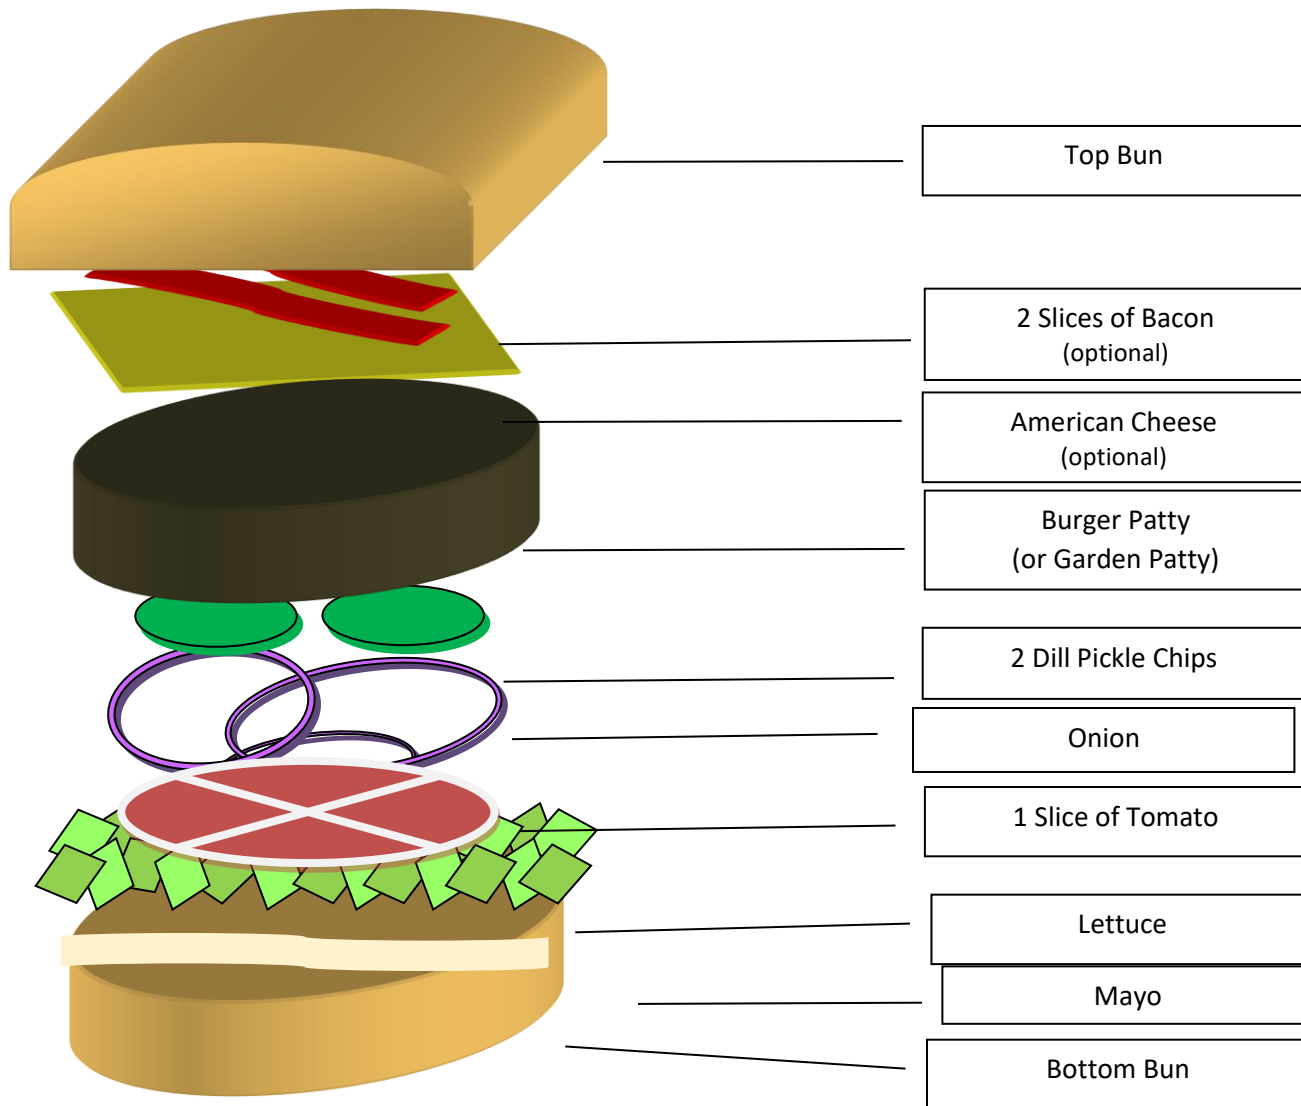 Top Bun
2 Slices of Bacon
(optional)
American Cheese
(optional)
Burger Patty
(or Garden Patty)
2 Dill Pickle Chips
Onion
1 Slice of Tomato
Lettuce
Mayo
Bottom Bun